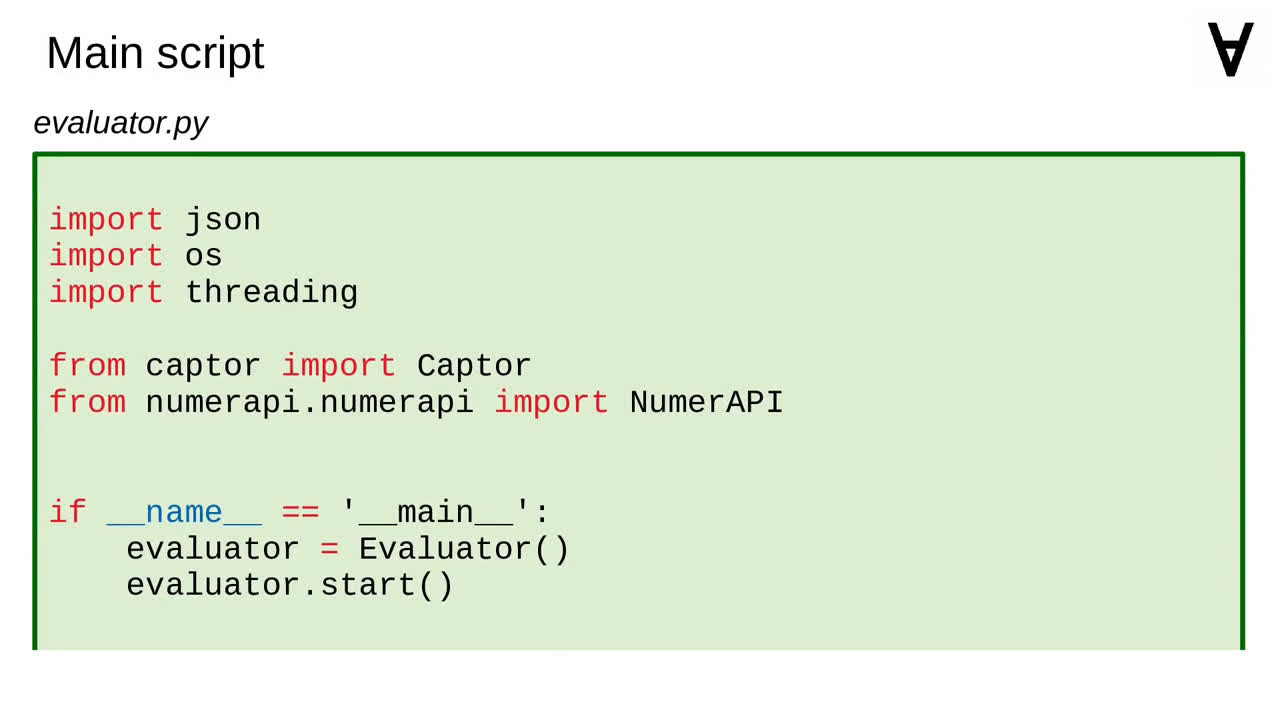 Main script
evaluator.py
import json
import os
import threading
from captor import Captor
from numerapi.numerapi import NumerAPI
if __name__ == '__main__':
evaluator = Evaluator()
evaluator.start()